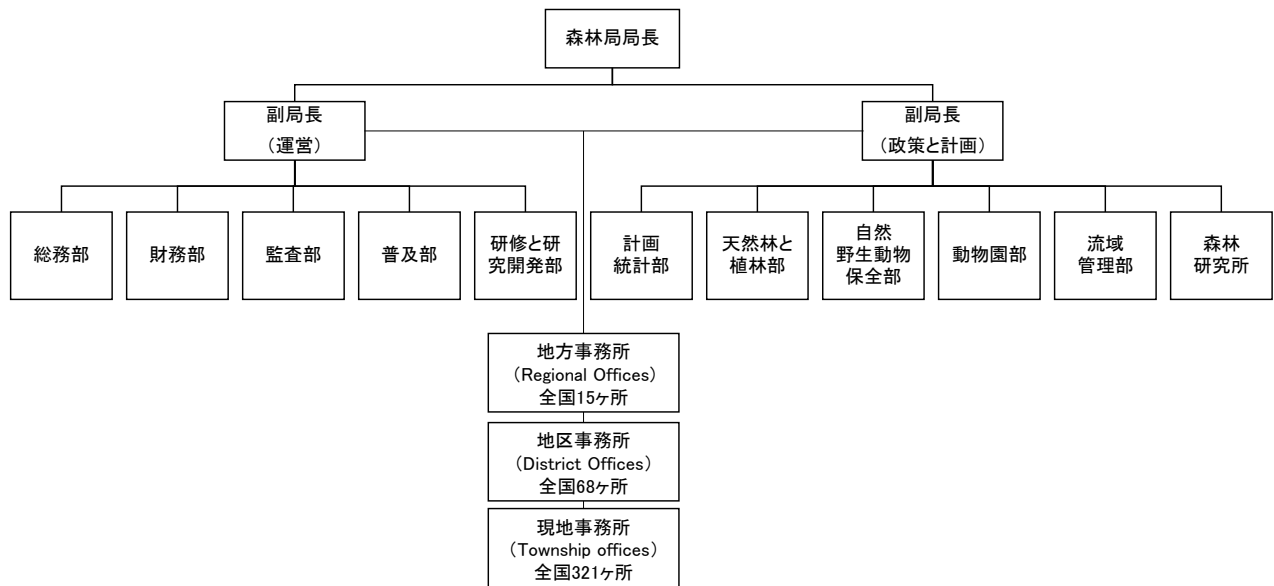 森林局局長
副局長
（運営）
副局長
（政策と計画）
総務部
財務部
監査部
普及部
研修と研
究開発部
計画
統計部
天然林と
植林部
自然
野生動物
保全部
動物園部
流域
管理部
森林
研究所
地方事務所
（Regional Offices）
全国15ヶ所
地区事務所
（District Offices）
全国68ヶ所
現地事務所
（Township offices）
全国321ヶ所